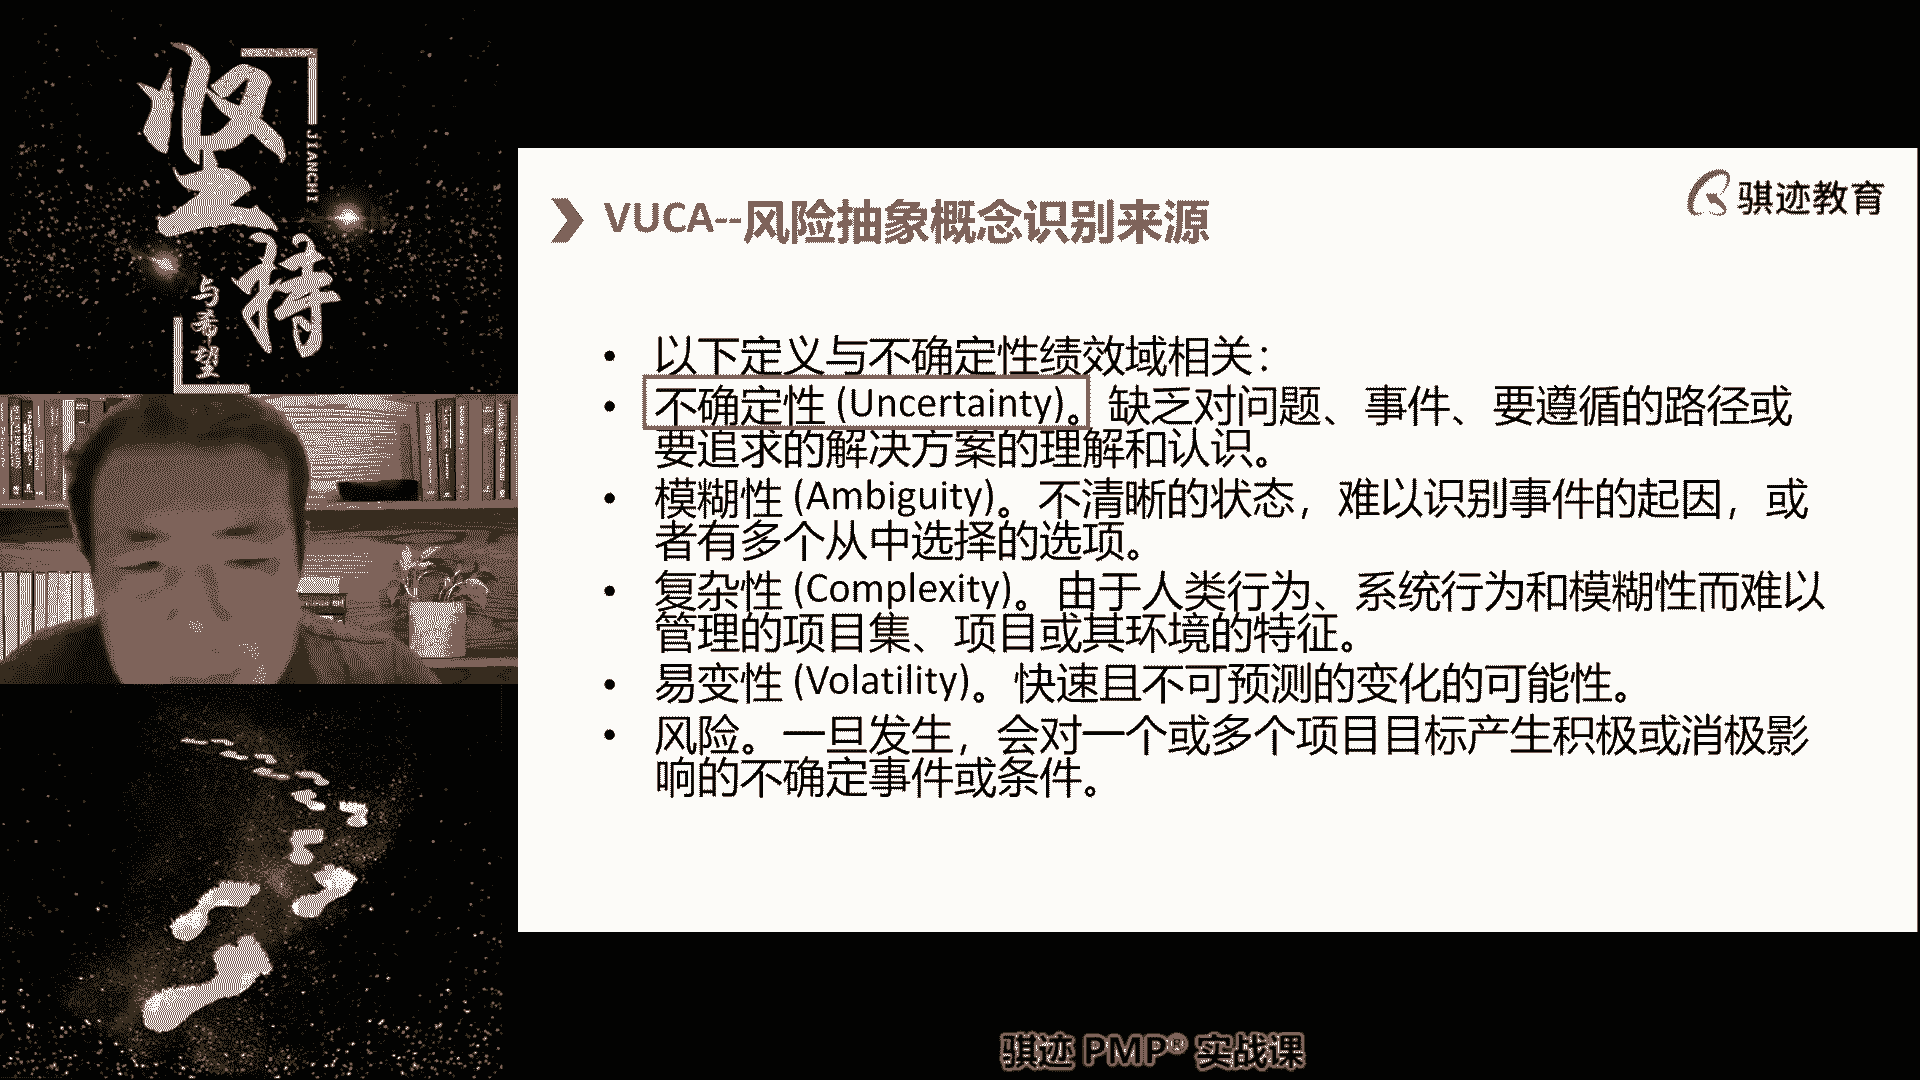 坚持
JIANCHI
与希望
骐迹教育
VUCA--风险抽象概念识别来源
• 以下定义与不确定性绩效域相关：
• 不确定性 (Uncertainty)。缺乏对问题、事件、要遵循的路径或
要追求的解决方案的理解和认识。
• 模糊性 (Ambiguity)。不清晰的状态，难以识别事件的起因，或
者有多个从中选择的选项。
• 复杂性 (Complexity)。由于人类行为、系统行为和模糊性而难以
管理的项目集、项目或其环境的特征。
• 易变性 (Volatility)。快速且不可预测的变化的可能性。
• 风险。一旦发生，会对一个或多个项目目标产生积极或消极影
响的不确定事件或条件。
骐迹 PMP® 实战课